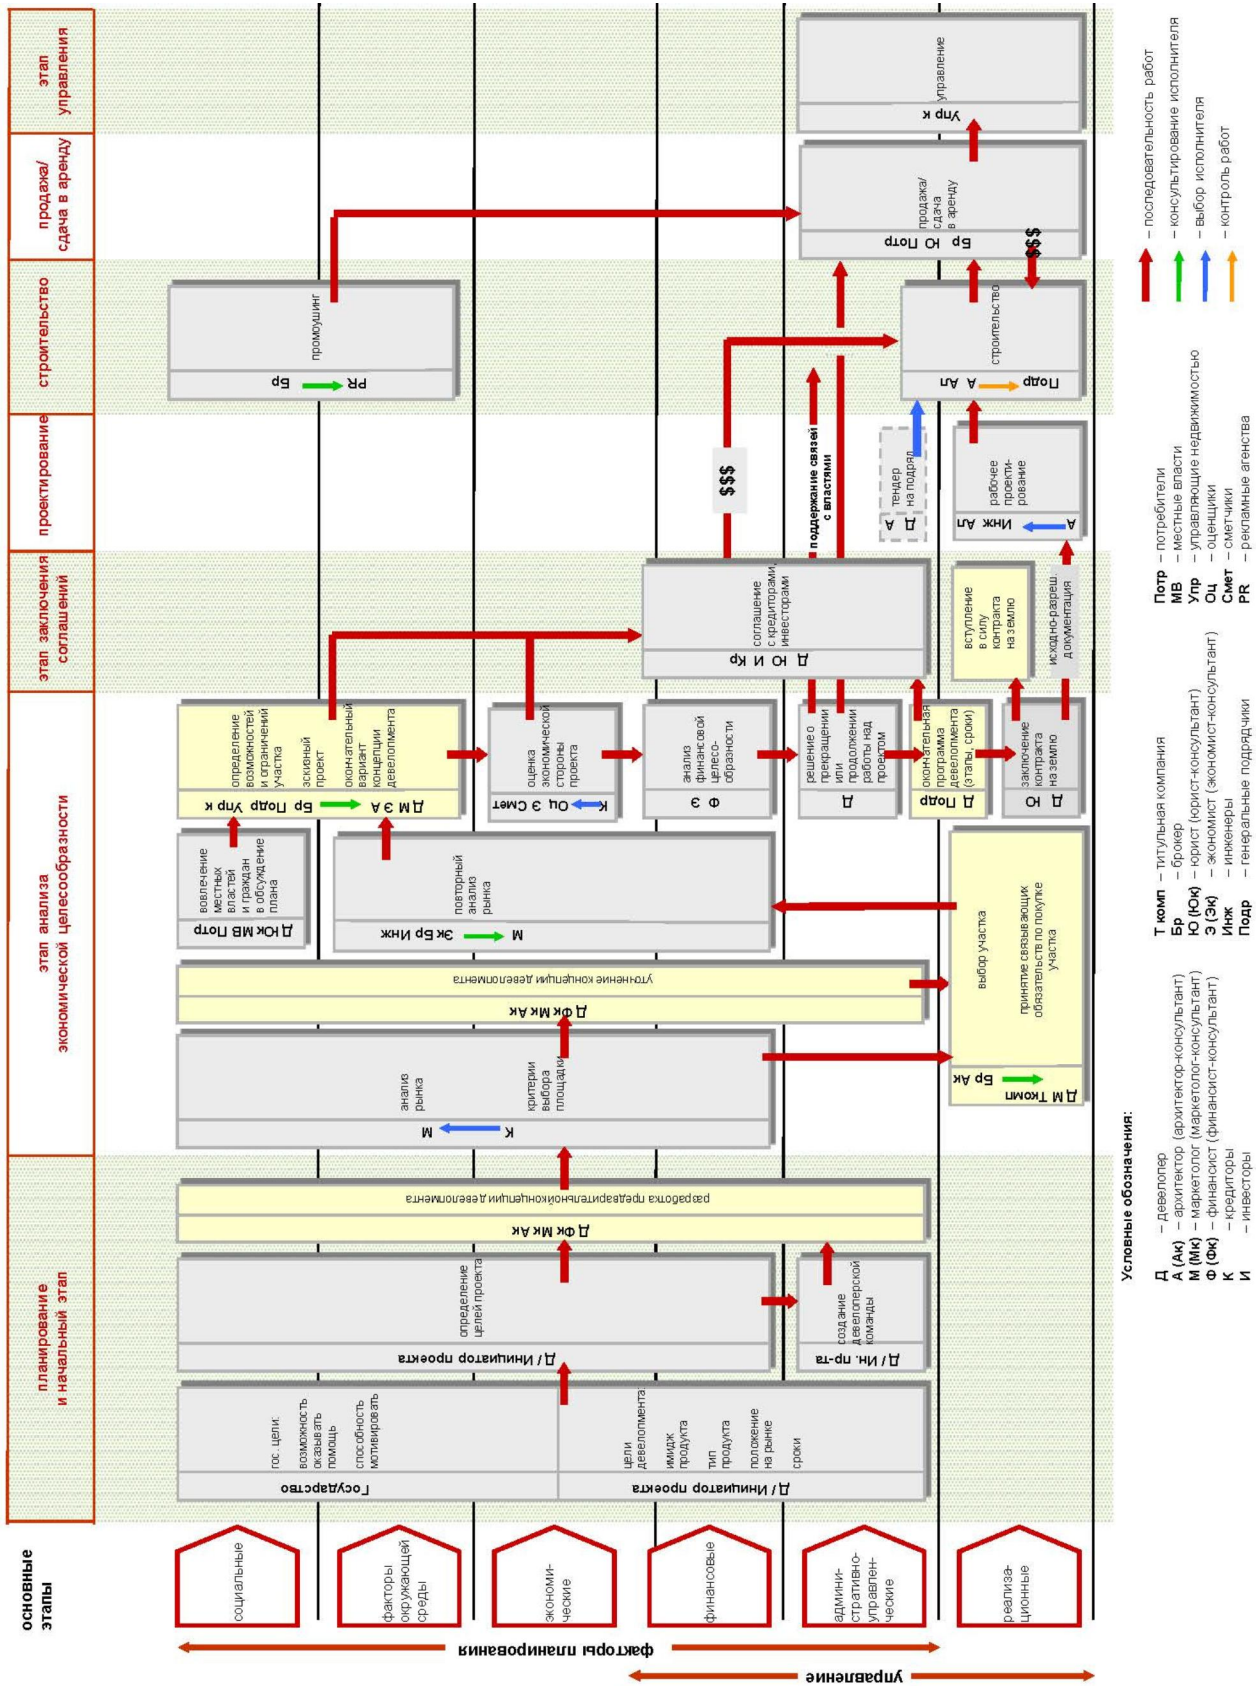 основные
этапы
планирование
и начальный этап
этап анализа
экономической целесообразности
этап заключения
соглашений
проектирование
строительство
продажа/
сдача в аренду
этап
управления
факторы планирования
управление
социальные
факторы
окружающей
среды
экономи-
ческие
финансовые
админи-
стративно-
управлен-
ческие
реализа-
ционные
Государство
гос. цели:
возможность
оказывать
помощь
способность
мотивировать
Д / Инициатор проекта
цели
девелопмента:
имидж
продукта
тип
продукта
положение
на рынке
сроки
Д / Инициатор проекта
определение
целей проекта
Д / Ин. пр-та
создание
девелоперской
команды
Д Фк Мк Ак
разработка предварительной концепции девелопмента
К
М
анализ
рынка
критерии
выбора
площадки
Д Фк Мк Ак
уточнение концепции девелопмента
Д М Ткомп
Бр Ак
выбор участка
принятие связывающих
обязательств по покупке
участка
Д Юк МВ Потр
вовлечение
местных
властей
и граждан
в обсуждение
плана
Эк Бр Инж
М
повторный
анализ
рынка
Д М Э А
Бр Подр Упр к
определение
возможностей
и ограничений
участка
эскизный
проект
окончательный
вариант
концепции
девелопмента
К
Оц Э Смет
оценка
экономической
стороны
проекта
Ф Э
анализ
финансовой
целесо-
образности
Д
решение о
прекращении
или
продолжении
работы над
проектом
Д Подр
окончательная
программа
девелопмента
(этапы, сроки)
Д Ю
заключение
контракта
на землю
Д Ю И Кр
соглашение
с кредиторами,
инвесторами
вступление
в силу
контракта
на землю
исходно-разреш.
документация
$$$
поддержание связей
с властями
Д А
тендер
на подряд
А
Инж Ап
рабочее
проекти-
рование
Бр
PR
промоушинг
Подр
А Ап
строительство
$$$
Бр Ю Потр
продажа/
сдача
в аренду
Упр к
управление
Условные обозначения:
Д – девелопер
А (Ак) – архитектор (архитектор-консультант)
М (Мк) – маркетолог (маркетолог-консультант)
Ф (Фк) – финансист (финансист-консультант)
К – кредиторы
И – инвесторы
Т комп – титульная компания
Бр – брокер
Ю (Юк) – юрист (юрист-консультант)
Э (Эк) – экономист (экономист-консультант)
Инж – инженеры
Подр – генеральные подрядчики
Потр – потребители
МВ – местные власти
Упр – управляющие недвижимостью
Оц – оценщики
Смет – сметчики
PR – рекламные агенства
– последовательность работ
– консультирование исполнителя
– выбор исполнителя
– контроль работ